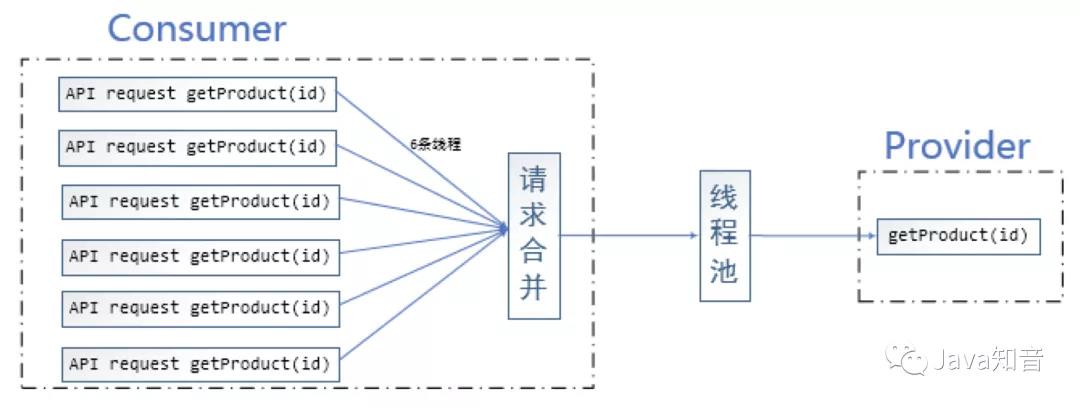 Consumer
API request getProduct(id)
API request getProduct(id)
API request getProduct(id)
API request getProduct(id)
API request getProduct(id)
API request getProduct(id)
6条线程
请求合并
线程池
Provider
getProduct(id)
Java知音